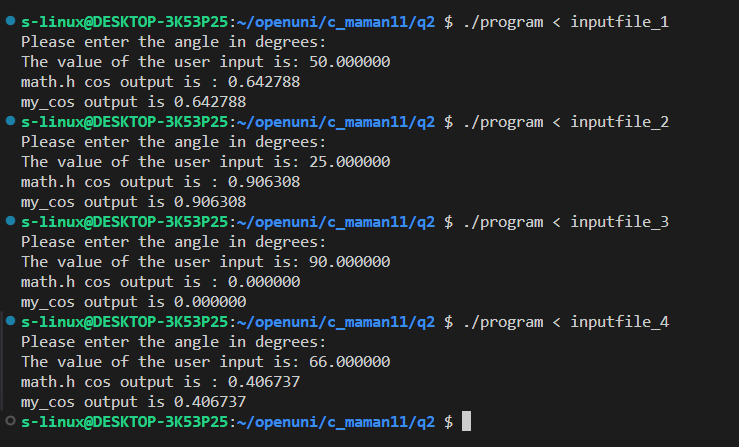 s-linux@DESKTOP-3K53P25:~/openuni/c_maman11/q2 $ ./program < inputfile_1
Please enter the angle in degrees:
The value of the user input is: 50.000000
math.h cos output is : 0.642788
my_cos output is 0.642788
s-linux@DESKTOP-3K53P25:~/openuni/c_maman11/q2 $ ./program < inputfile_2
Please enter the angle in degrees:
The value of the user input is: 25.000000
math.h cos output is : 0.906308
my_cos output is 0.906308
s-linux@DESKTOP-3K53P25:~/openuni/c_maman11/q2 $ ./program < inputfile_3
Please enter the angle in degrees:
The value of the user input is: 90.000000
math.h cos output is : 0.000000
my_cos output is 0.000000
s-linux@DESKTOP-3K53P25:~/openuni/c_maman11/q2 $ ./program < inputfile_4
Please enter the angle in degrees:
The value of the user input is: 66.000000
math.h cos output is : 0.406737
my_cos output is 0.406737
s-linux@DESKTOP-3K53P25:~/openuni/c_maman11/q2 $